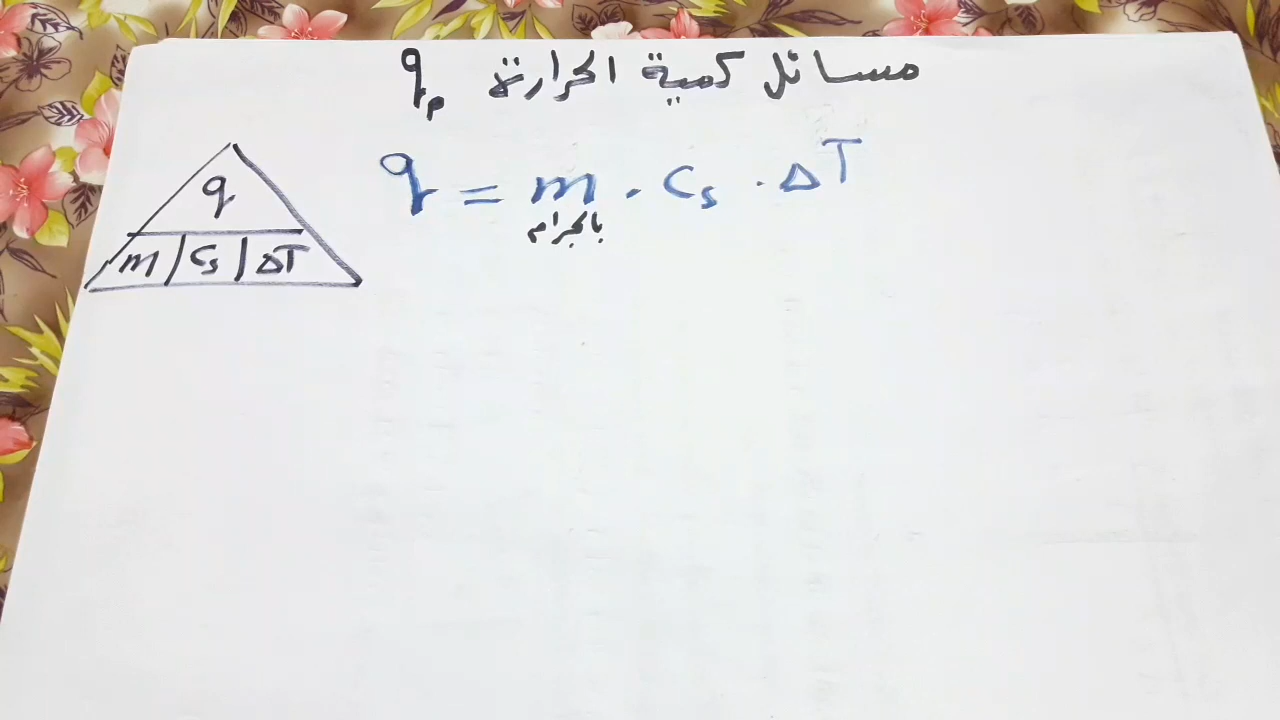 مسائل كمية الحرارة qₚ
q = m . Cs . ΔT
بالجرام
q
m | Cs | ΔT